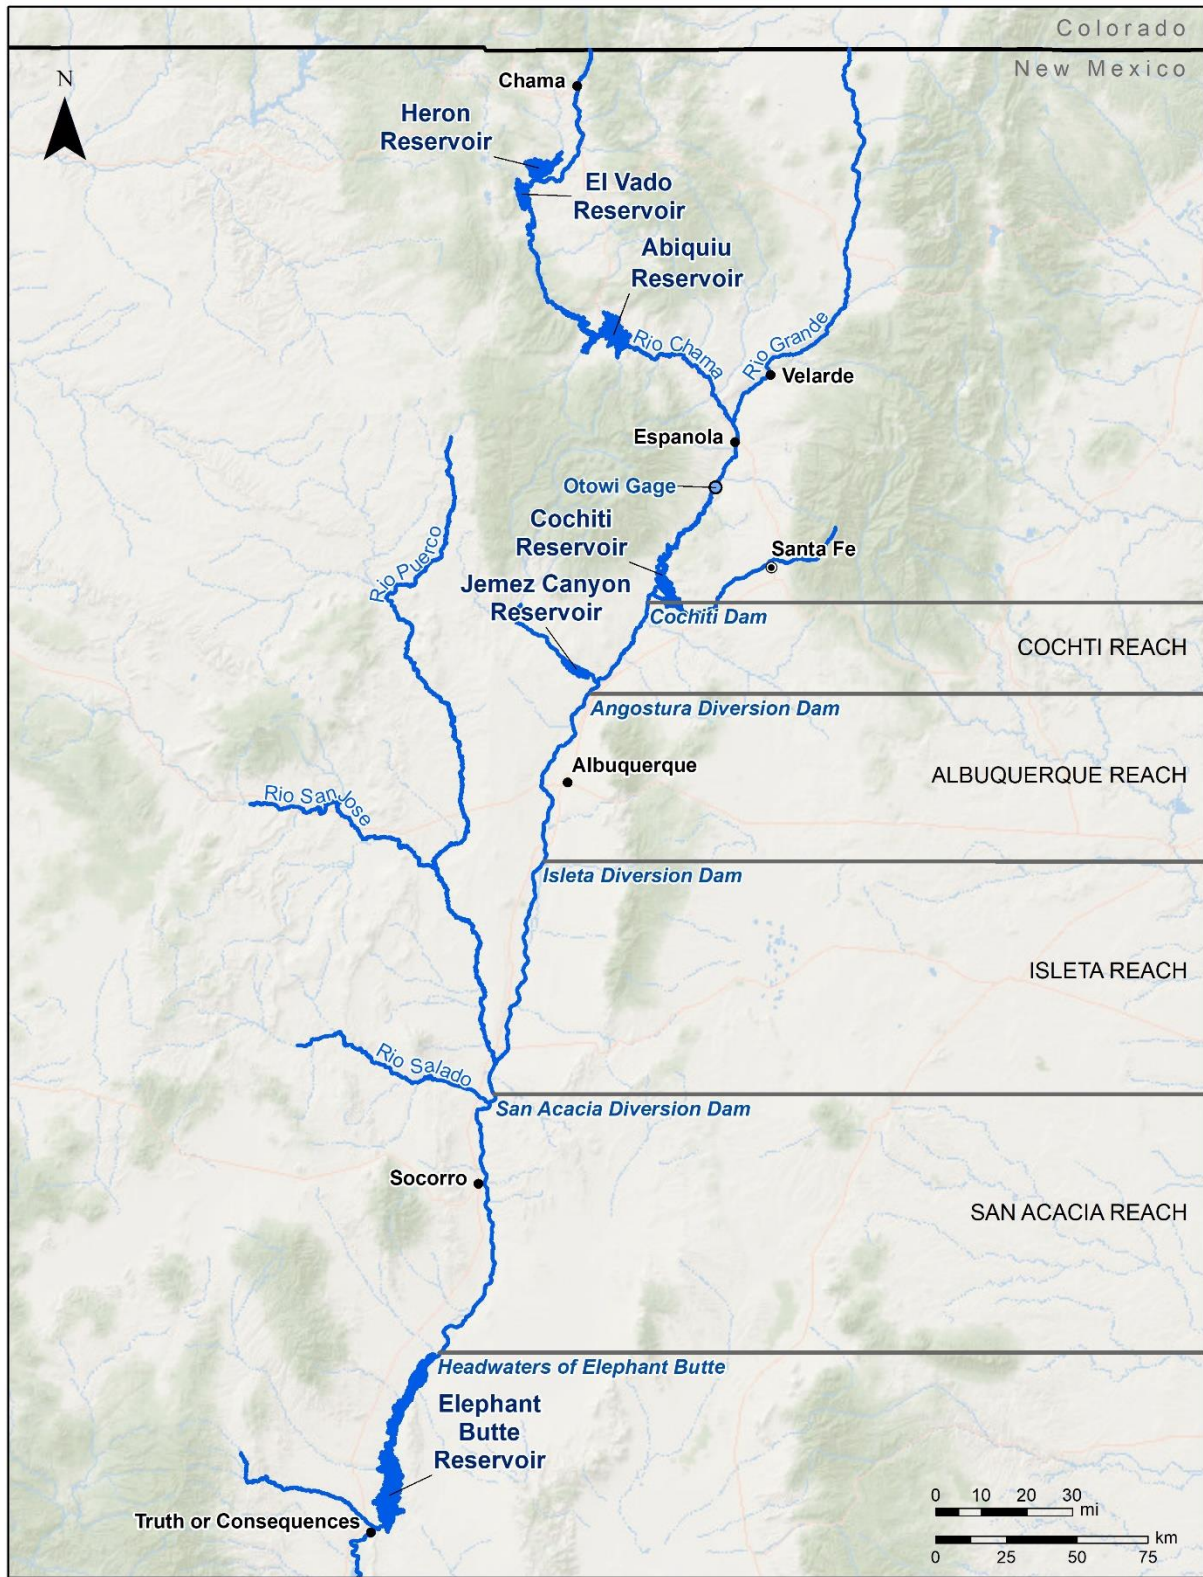 Colorado
New Mexico
N
Chama
Heron
Reservoir
El Vado
Reservoir
Abiquiu
Reservoir
Rio Chama
Rio Grande
Velarde
Espanola
Otowi Gage
Cochiti
Reservoir
Santa Fe
Rio Puerco
Jemez Canyon
Reservoir
Cochiti Dam
COCHTI REACH
Angostura Diversion Dam
Albuquerque
ALBUQUERQUE REACH
Rio San Jose
Isleta Diversion Dam
ISLETA REACH
Rio Salado
San Acacia Diversion Dam
Socorro
SAN ACACIA REACH
Headwaters of Elephant Butte
Elephant
Butte
Reservoir
Truth or Consequences
0 10 20 30
mi
km
0 25 50 75